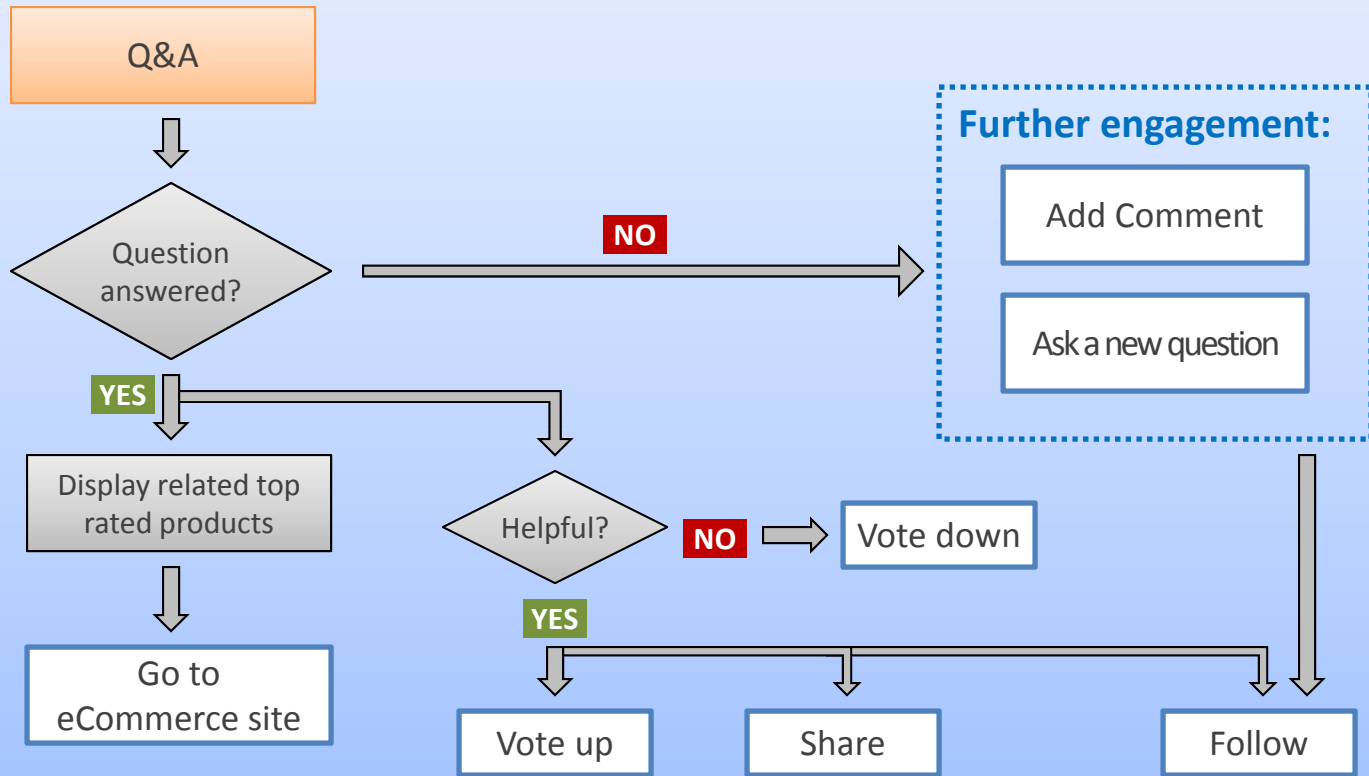 Q&A
Further engagement:
Add Comment
NO
Question
answered?
Ask a new question
YES
Display related top
rated products
Helpful?
NO
Vote down
YES
Go to
eCommerce site
Vote up
Share
Follow